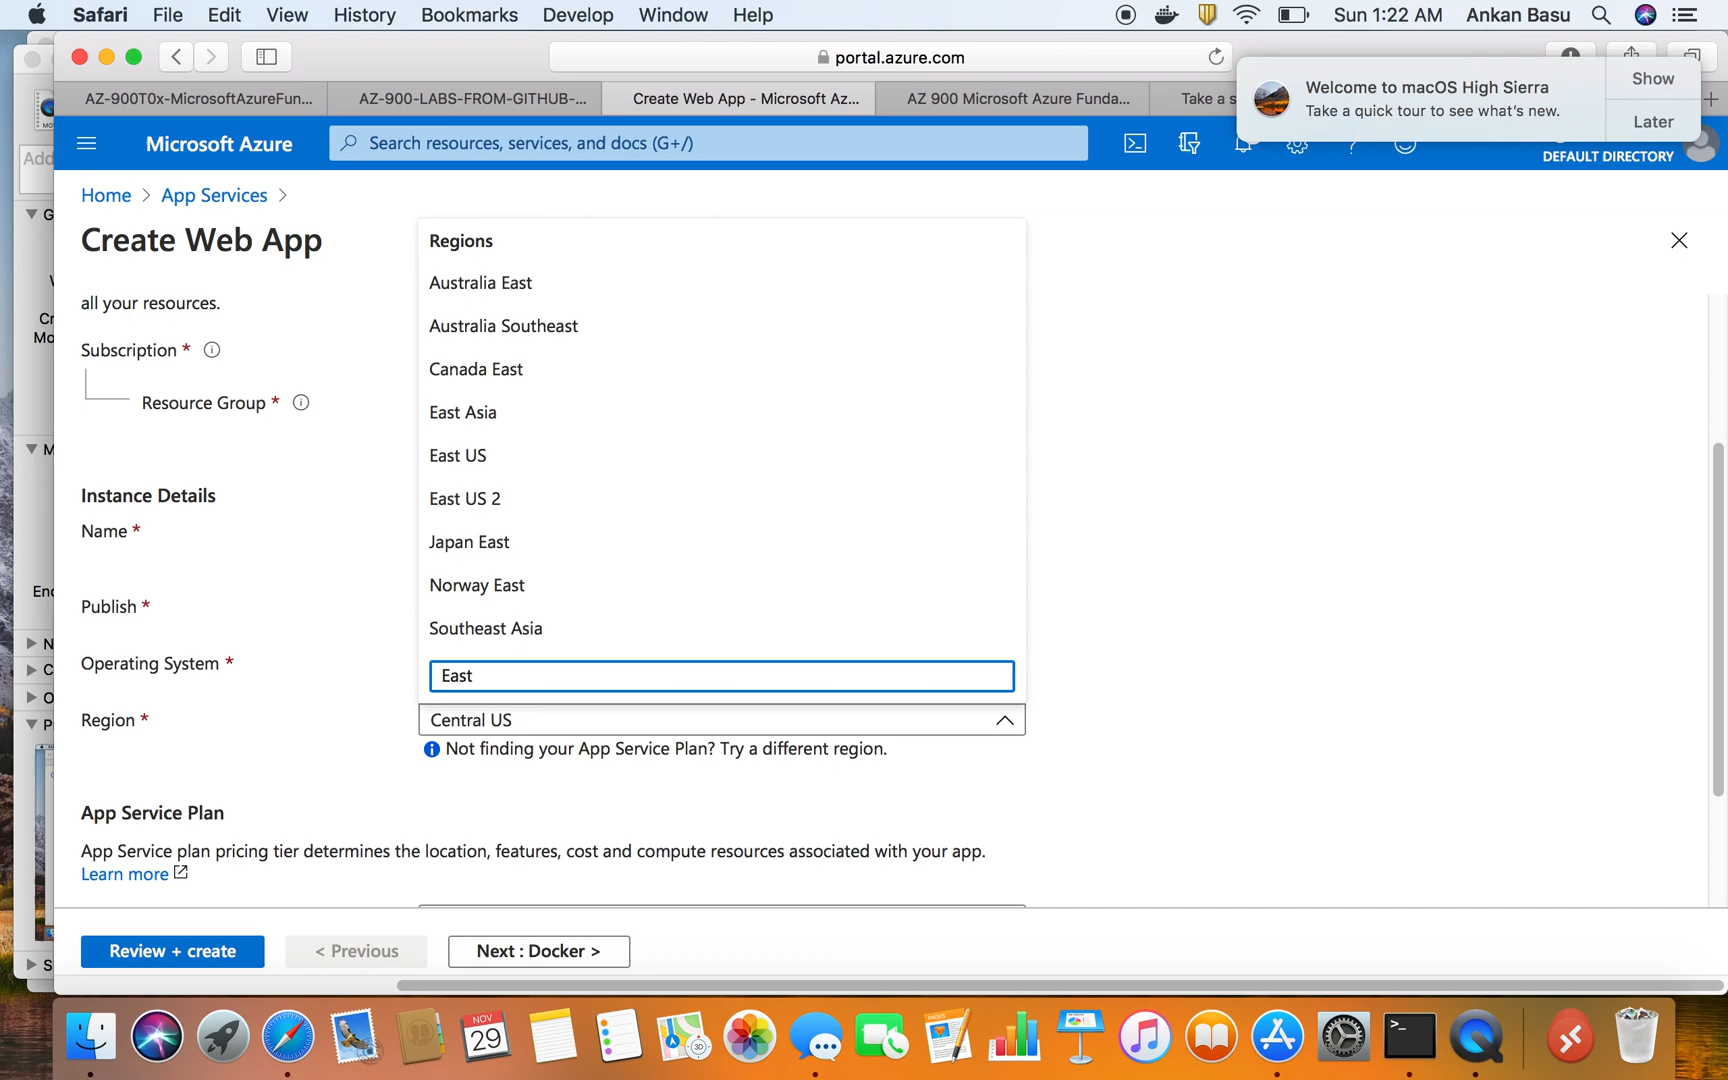 Safari File Edit View History Bookmarks Develop Window Help Sun 1:22 AM Ankan Basu
portal.azure.com
AZ-900T0x-MicrosoftAzureFun... AZ-900-LABS-FROM-GITHUB-... Create Web App - Microsoft Az... AZ 900 Microsoft Azure Funda... Take a s
Welcome to macOS High Sierra
Take a quick tour to see what's new.
Show
Later
Microsoft Azure
Search resources, services, and docs (G+/)
DEFAULT DIRECTORY
Home > App Services >
Create Web App
all your resources.
Subscription *
Resource Group *
Instance Details
Name *
Publish *
Operating System *
Region *
Regions
Australia East
Australia Southeast
Canada East
East Asia
East US
East US 2
Japan East
Norway East
Southeast Asia
East
Central US
Not finding your App Service Plan? Try a different region.
App Service Plan
App Service plan pricing tier determines the location, features, cost and compute resources associated with your app.
Learn more
Review + create
< Previous
Next : Docker >
Add
NOV
29
3D
PAGES
>_